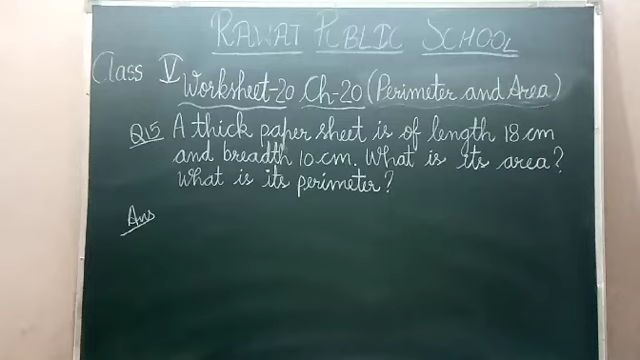 RAWAT PUBLIC SCHOOL
Class V
Worksheet-20 Ch-20 (Perimeter and Area)
Q15 A thick paper sheet is of length 18 cm
and breadth 10 cm. What is its area?
What is its perimeter?
Ans